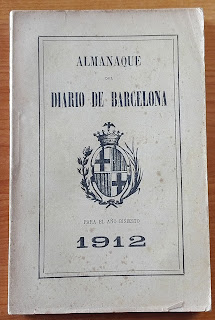 ALMANAQUE
DEL
DIARIO DE BARCELONA
PARA EL AÑO BISIESTO
1912